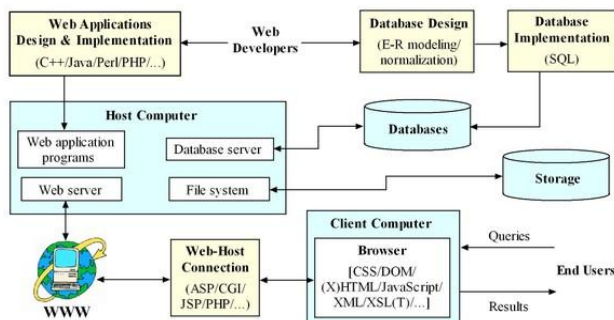 Web Applications
Design & Implementation
(C++/Java/Perl/PHP/...)
Web
Developers
Database Design
(E-R modeling/
normalization)
Database
Implementation
(SQL)
Host Computer
Web application
programs
Database server
Web server
File system
Databases
Storage
WWW
Web-Host
Connection
(ASP/CGI/
JSP/PHP/...)
Client Computer
Browser
[CSS/DOM/
(X)HTML/JavaScript/
XML/XSL(T)/...]
Queries
End Users
Results